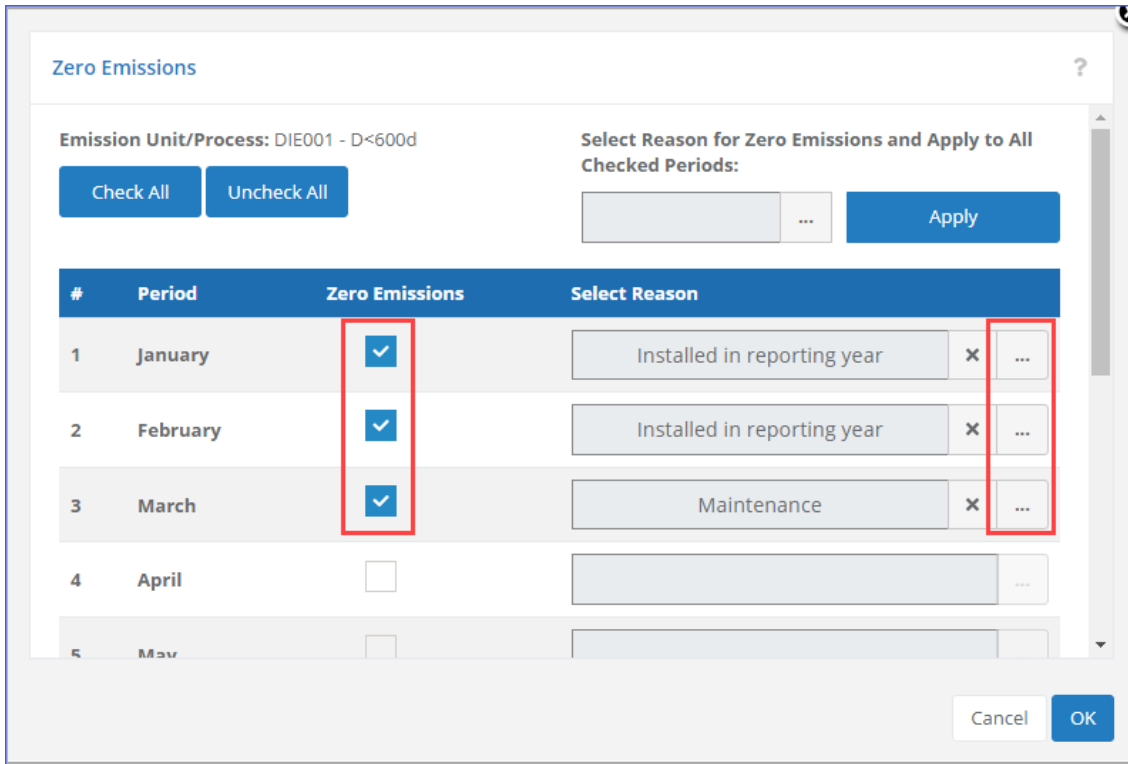 Zero Emissions
?
Emission Unit/Process: DIE001 - D<600d
Select Reason for Zero Emissions and Apply to All
Checked Periods:
Check All Uncheck All
... Apply
# Period Zero Emissions Select Reason
1 January Installed in reporting year ...
2 February Installed in reporting year ...
3 March Maintenance ...
4 April ...
5 May
Cancel OK